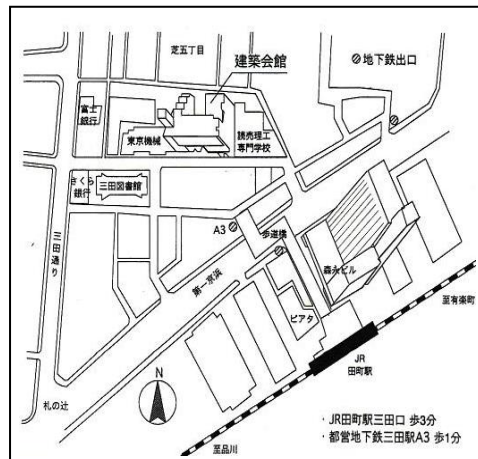 芝五丁目
建築会館
地下鉄出口
富士
銀行
東京機械
読売理工
専門学校
さくら
銀行
三田図書館
A3
歩道橋
三田通り
第一京浜
森永ビル
ピアタ
至有楽町
JR
田町駅
N
札の辻
至品川
・JR田町駅三田口 歩3分
・都営地下鉄三田駅A3 歩1分